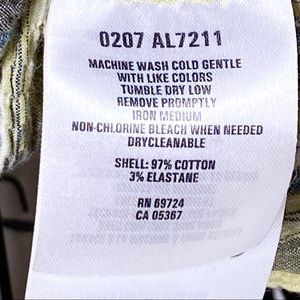 0207 AL7211
MACHINE WASH COLD GENTLE
WITH LIKE COLORS
TUMBLE DRY LOW
REMOVE PROMPTLY
IRON MEDIUM
NON-CHLORINE BLEACH WHEN NEEDED
DRYCLEANABLE
SHELL: 97% COTTON
3% ELASTANE
RN 69724
CA 05367